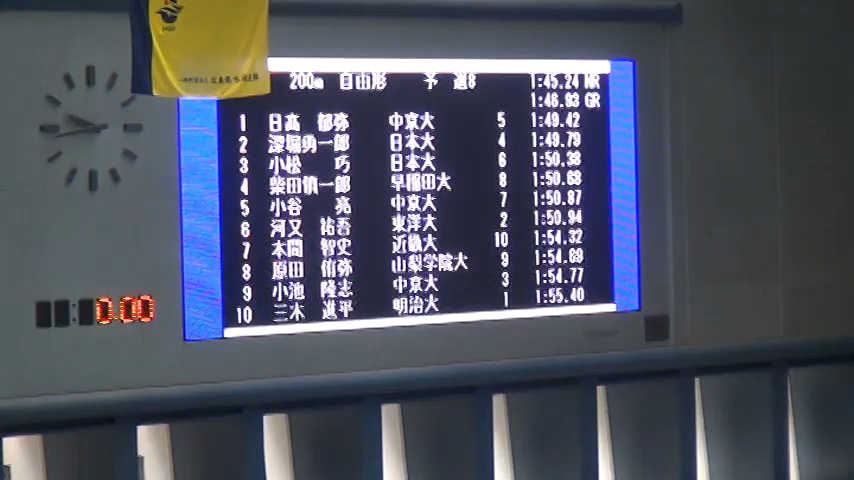 200m 自由形 予 選8 1:45.24 NR
1:46.93 GR
1 日高 郁弥 中京大 5 1:49.42
2 深堀勇一郎 日本大 4 1:49.79
3 小松 巧 日本大 6 1:50.38
4 柴田慎一郎 早稲田大 8 1:50.68
5 小谷 亮 中京大 7 1:50.87
6 河又 祐吾 東洋大 2 1:50.94
7 本間 智史 近畿大 10 1:54.32
8 原田 侑弥 山梨学院大 9 1:54.69
9 小池 隆志 中京大 3 1:54.77
10 三木 進平 明治大 1 1:55.40
0.00